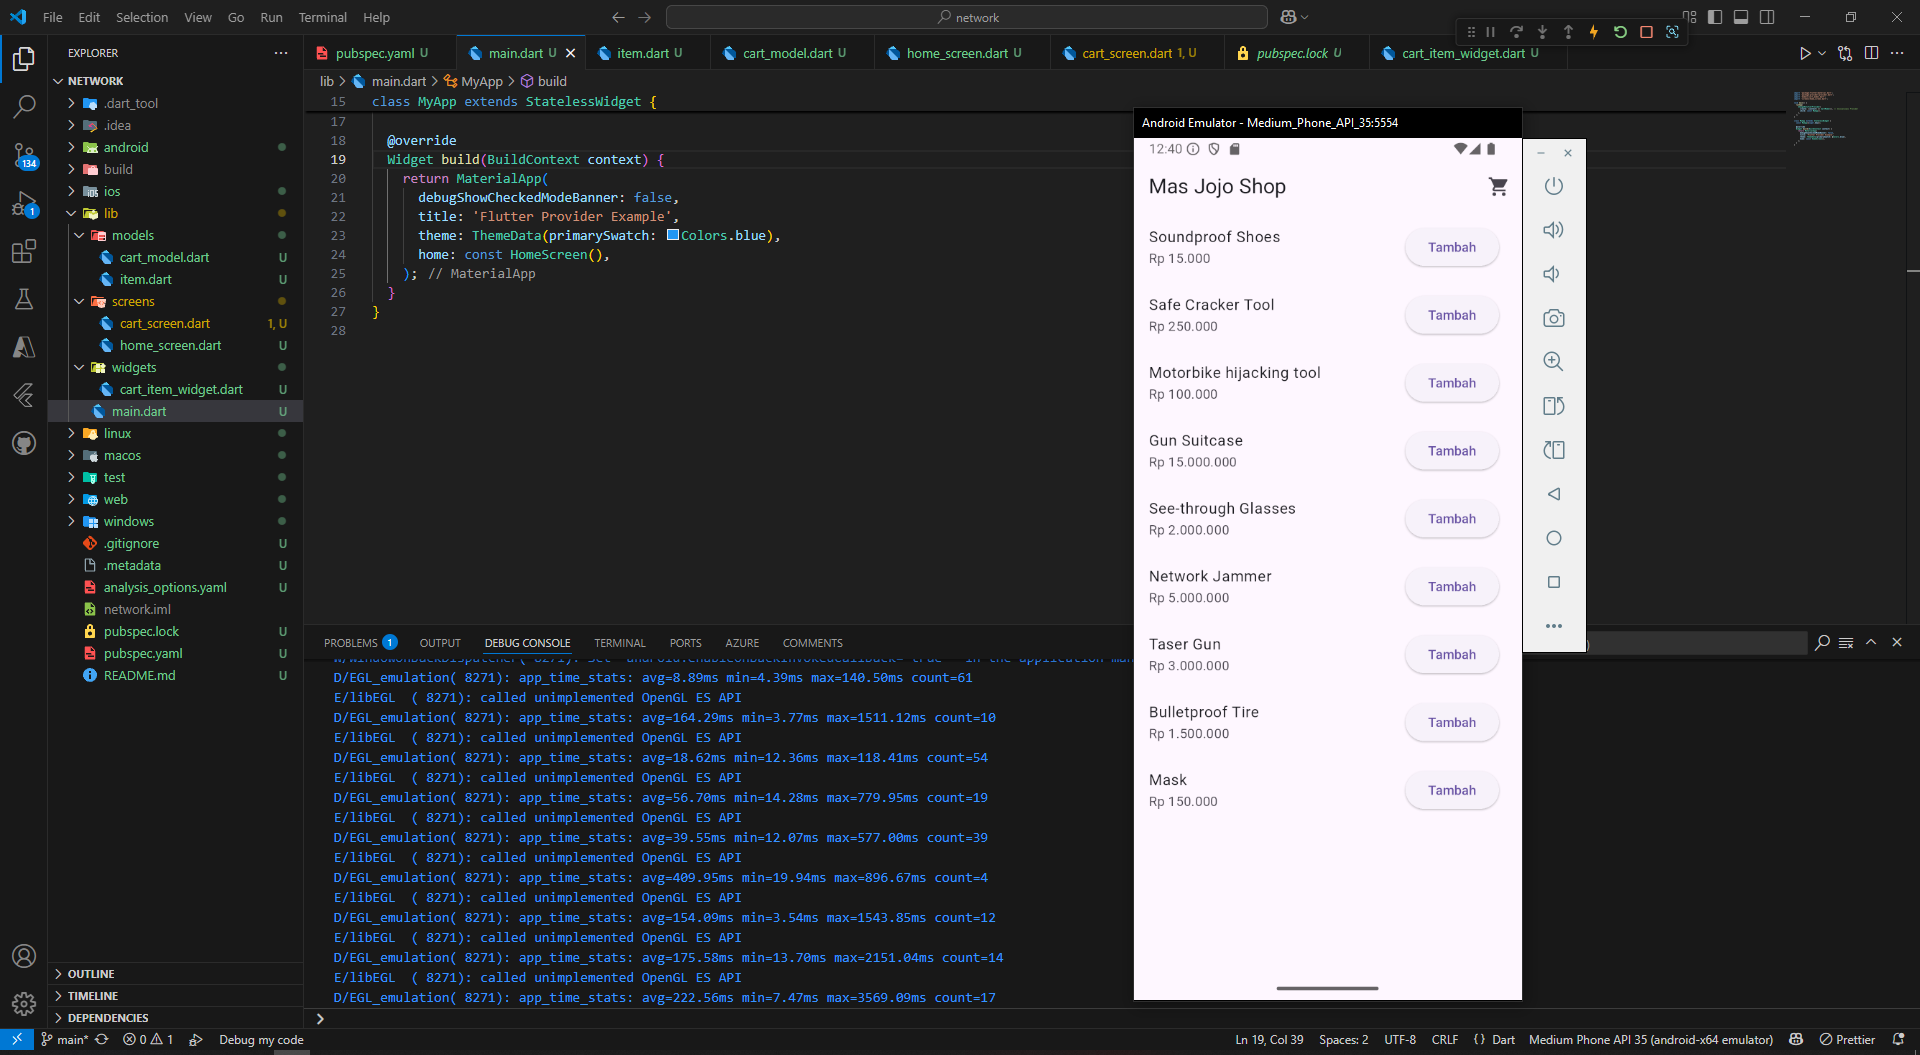 File Edit Selection View Go Run Terminal Help
network
EXPLORER
NETWORK
.dart_tool
.idea
android
build
ios
lib
models
cart_model.dart U
item.dart U
screens
cart_screen.dart 1, U
home_screen.dart U
widgets
cart_item_widget.dart U
main.dart U
linux
macos
test
web
windows
.gitignore U
.metadata U
analysis_options.yaml U
network.iml
pubspec.lock U
pubspec.yaml U
README.md U
OUTLINE
TIMELINE
DEPENDENCIES
134
1
pubspec.yaml U
main.dart U
item.dart U
cart_model.dart U
home_screen.dart U
cart_screen.dart 1, U
pubspec.lock U
cart_item_widget.dart U
lib > main.dart > MyApp > build
15 class MyApp extends StatelessWidget {
17
18 @override
19 Widget build(BuildContext context) {
20 return MaterialApp(
21 debugShowCheckedModeBanner: false,
22 title: 'Flutter Provider Example',
23 theme: ThemeData(primarySwatch: Colors.blue),
24 home: const HomeScreen(),
25 ); // MaterialApp
26 }
27 }
28
PROBLEMS 1 OUTPUT DEBUG CONSOLE TERMINAL PORTS AZURE COMMENTS
D/EGL_emulation( 8271): app_time_stats: avg=8.89ms min=4.39ms max=140.50ms count=61
E/libEGL ( 8271): called unimplemented OpenGL ES API
D/EGL_emulation( 8271): app_time_stats: avg=164.29ms min=3.77ms max=1511.12ms count=10
E/libEGL ( 8271): called unimplemented OpenGL ES API
D/EGL_emulation( 8271): app_time_stats: avg=18.62ms min=12.36ms max=118.41ms count=54
E/libEGL ( 8271): called unimplemented OpenGL ES API
D/EGL_emulation( 8271): app_time_stats: avg=56.70ms min=14.28ms max=779.95ms count=19
E/libEGL ( 8271): called unimplemented OpenGL ES API
D/EGL_emulation( 8271): app_time_stats: avg=39.55ms min=12.07ms max=577.00ms count=39
E/libEGL ( 8271): called unimplemented OpenGL ES API
D/EGL_emulation( 8271): app_time_stats: avg=409.95ms min=19.94ms max=896.67ms count=4
E/libEGL ( 8271): called unimplemented OpenGL ES API
D/EGL_emulation( 8271): app_time_stats: avg=154.09ms min=3.54ms max=1543.85ms count=12
E/libEGL ( 8271): called unimplemented OpenGL ES API
D/EGL_emulation( 8271): app_time_stats: avg=175.58ms min=13.70ms max=2151.04ms count=14
E/libEGL ( 8271): called unimplemented OpenGL ES API
D/EGL_emulation( 8271): app_time_stats: avg=222.56ms min=7.47ms max=3569.09ms count=17
Android Emulator - Medium_Phone_API_35:5554
12:40
Mas Jojo Shop
Soundproof Shoes
Rp 15.000
Tambah
Safe Cracker Tool
Rp 250.000
Tambah
Motorbike hijacking tool
Rp 100.000
Tambah
Gun Suitcase
Rp 15.000.000
Tambah
See-through Glasses
Rp 2.000.000
Tambah
Network Jammer
Rp 5.000.000
Tambah
Taser Gun
Rp 3.000.000
Tambah
Bulletproof Tire
Rp 1.500.000
Tambah
Mask
Rp 150.000
Tambah
main* 0 1 Debug my code
Ln 19, Col 39 Spaces: 2 UTF-8 CRLF {} Dart Medium Phone API 35 (android-x64 emulator) Prettier